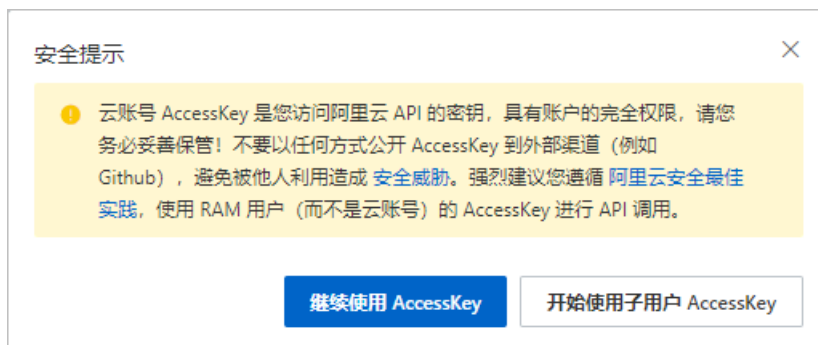 安全提示
云账号 AccessKey 是您访问阿里云 API 的密钥，具有账户的完全权限，请您
务必妥善保管！不要以任何方式公开 AccessKey 到外部渠道（例如
Github），避免被他人利用造成 安全威胁。强烈建议您遵循 阿里云安全最佳
实践，使用 RAM 用户（而不是云账号）的 AccessKey 进行 API 调用。
继续使用 AccessKey
开始使用子用户 AccessKey